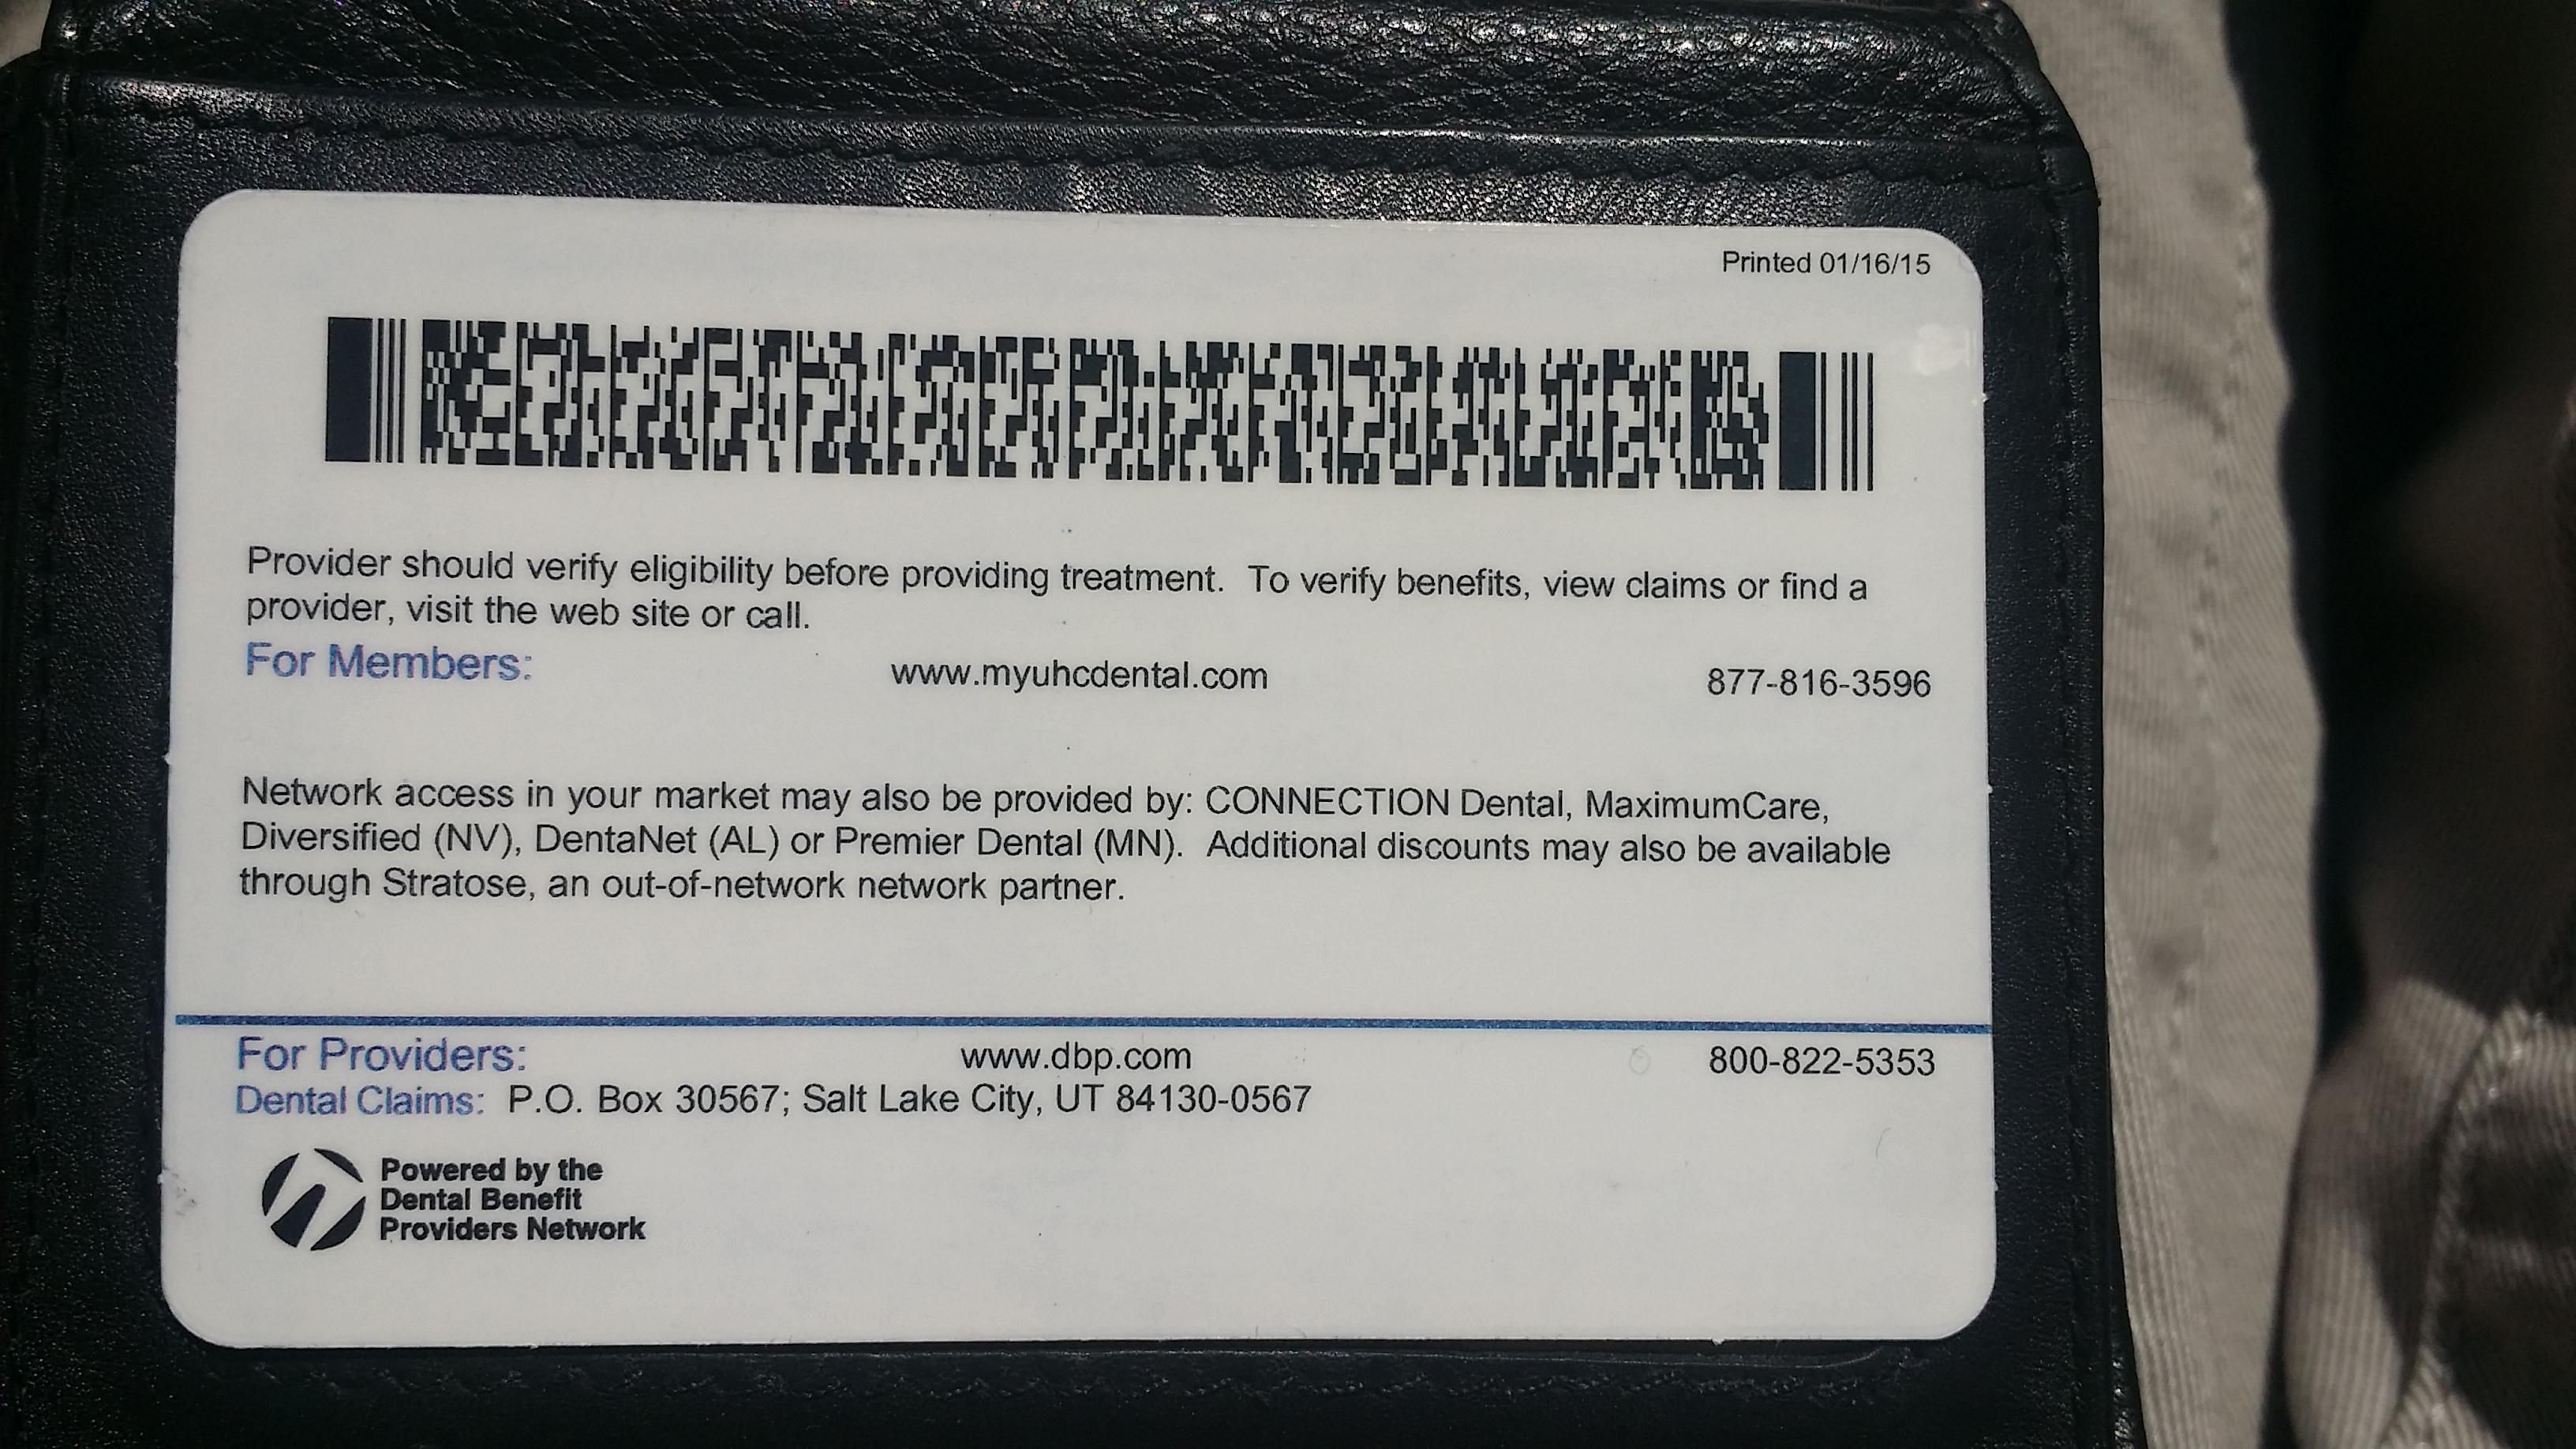 Printed 01/16/15
Provider should verify eligibility before providing treatment.  To verify benefits, view claims or find a
provider, visit the web site or call.
For Members: www.myuhcdental.com 877-816-3596
Network access in your market may also be provided by: CONNECTION Dental, MaximumCare,
Diversified (NV), DentaNet (AL) or Premier Dental (MN).  Additional discounts may also be available
through Stratose, an out-of-network network partner.
For Providers: www.dbp.com 800-822-5353
Dental Claims: P.O. Box 30567; Salt Lake City, UT 84130-0567
Powered by the
Dental Benefit
Providers Network